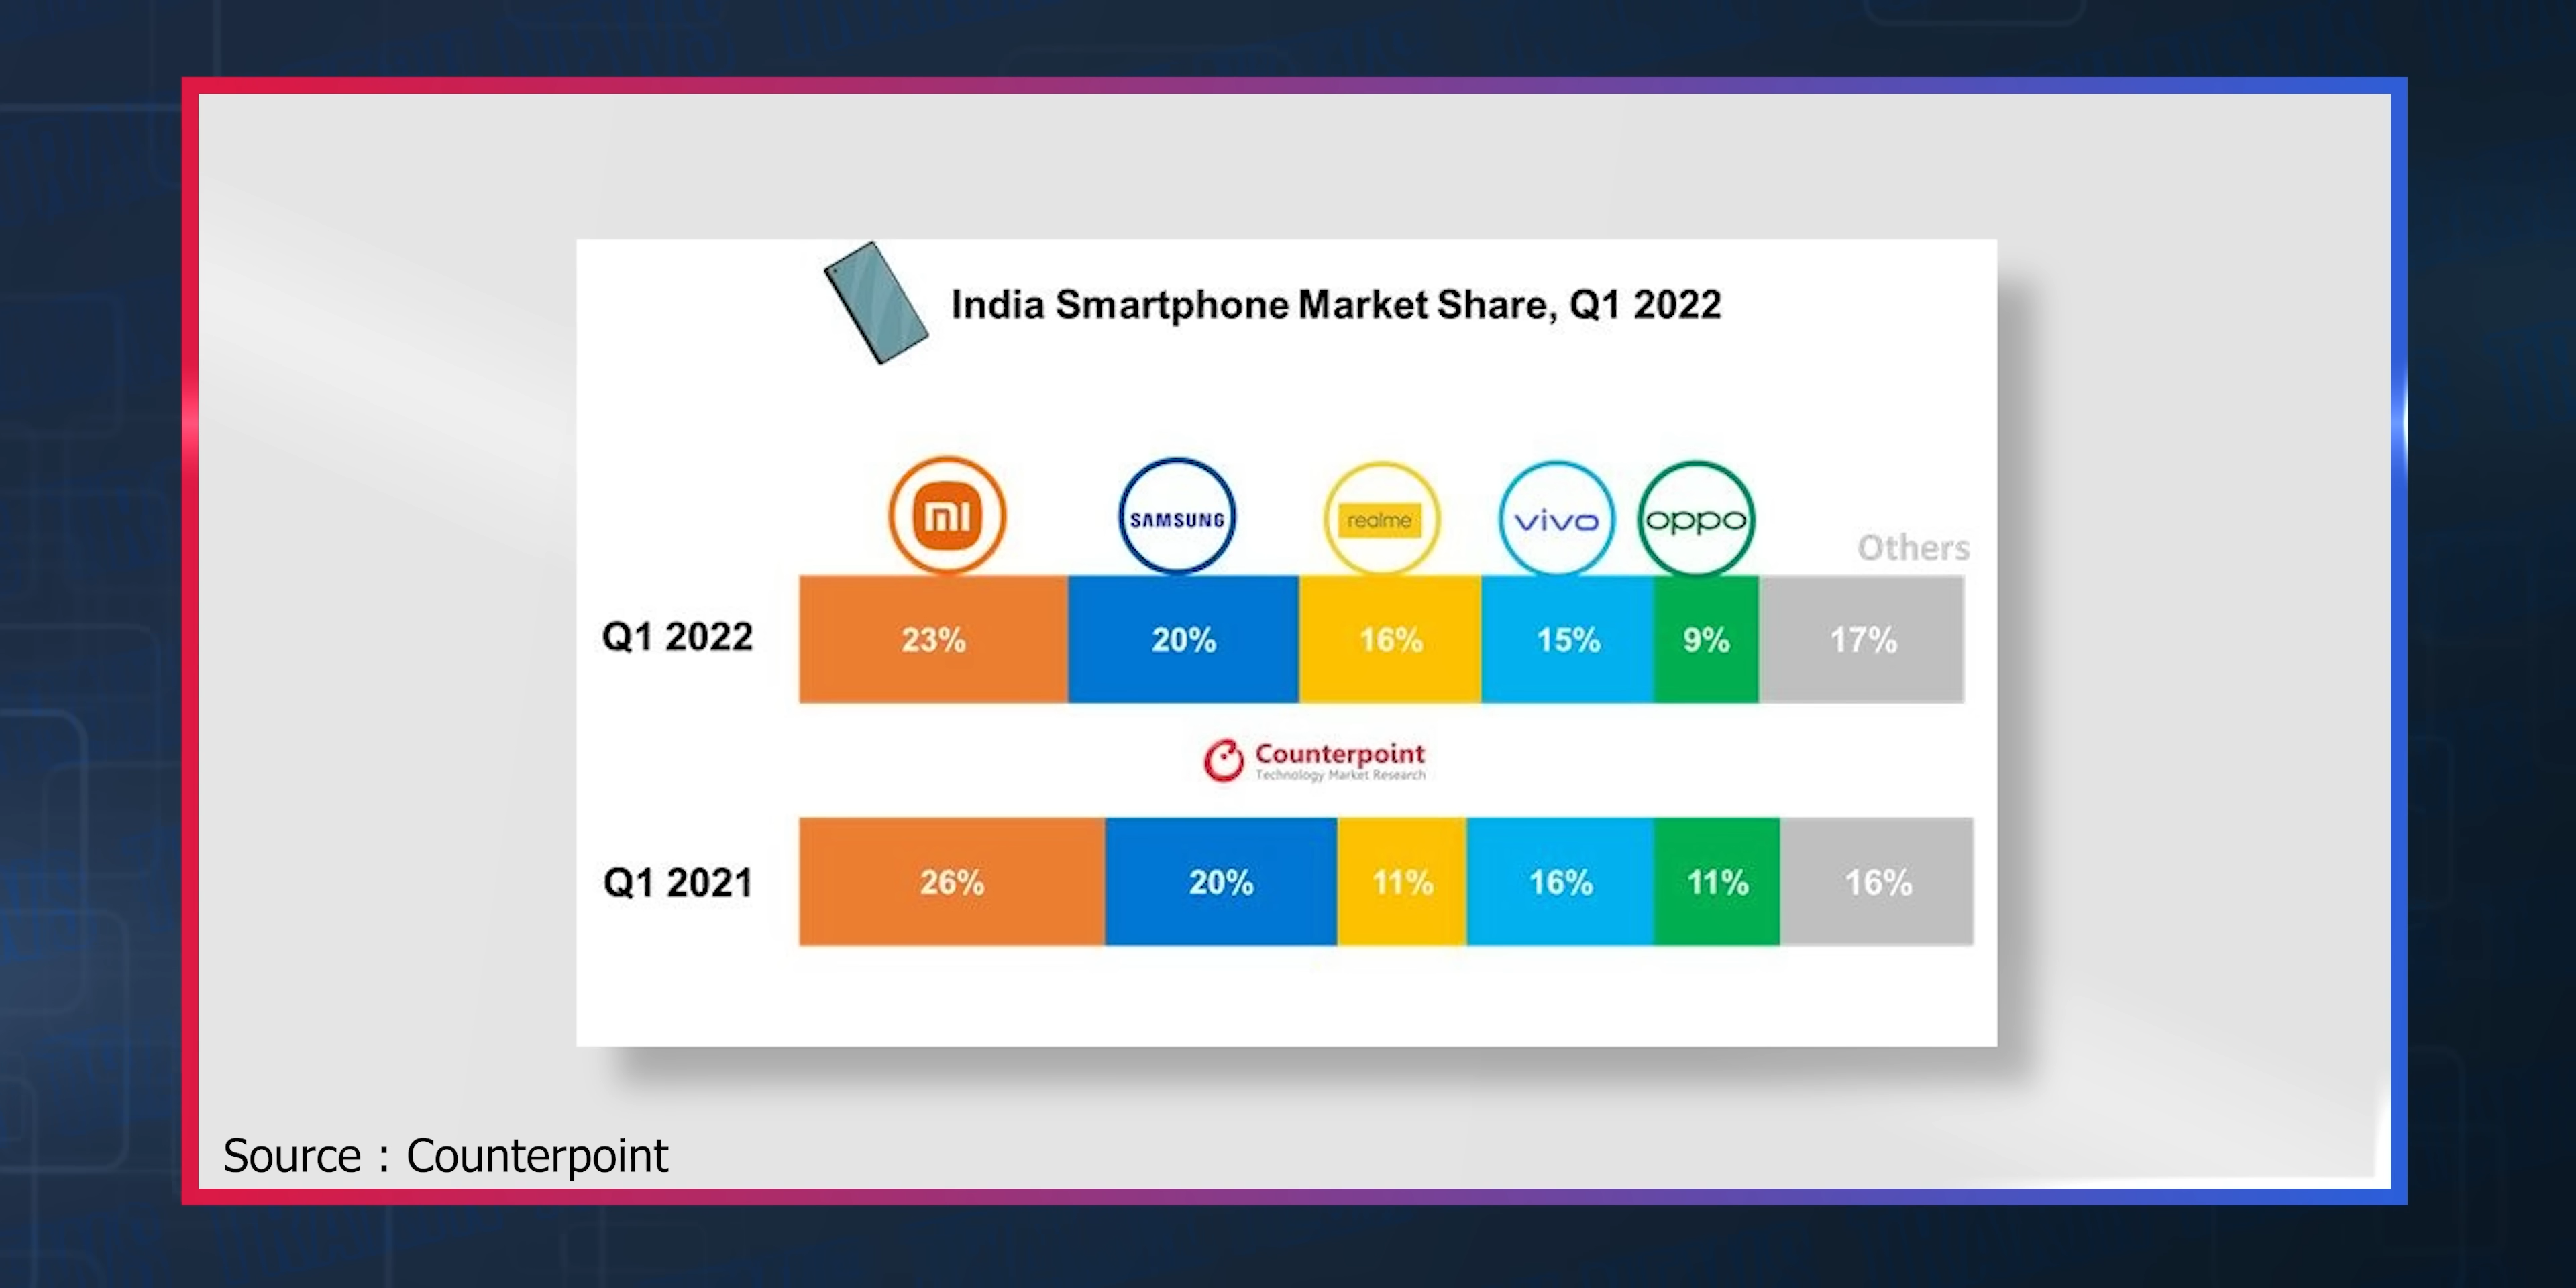 India Smartphone Market Share, Q1 2022
mi
SAMSUNG
realme
vivo
oppo
Others
Q1 2022
23%
20%
16%
15%
9%
17%
Counterpoint
Technology Market Research
Q1 2021
26%
20%
11%
16%
11%
16%
Source : Counterpoint